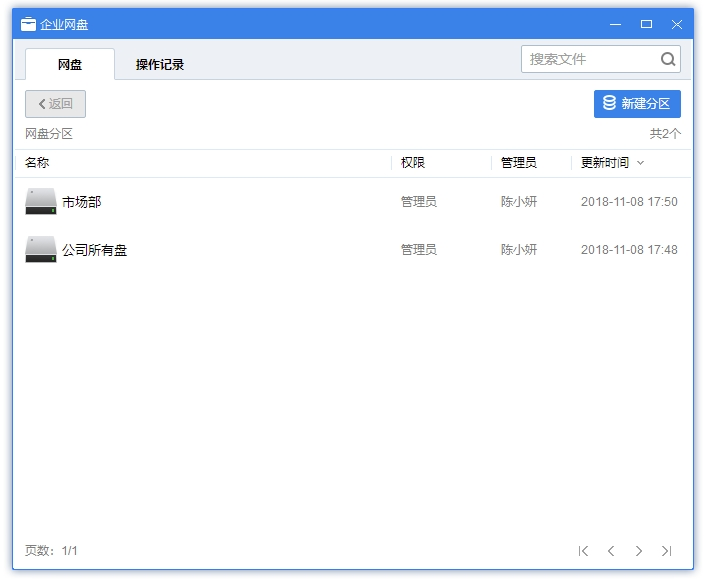 企业网盘
网盘 操作记录 搜索文件
返回 新建分区
网盘分区 共2个
名称 权限 管理员 更新时间
市场部 管理员 陈小妍 2018-11-08 17:50
公司所有盘 管理员 陈小妍 2018-11-08 17:48
页数：1/1